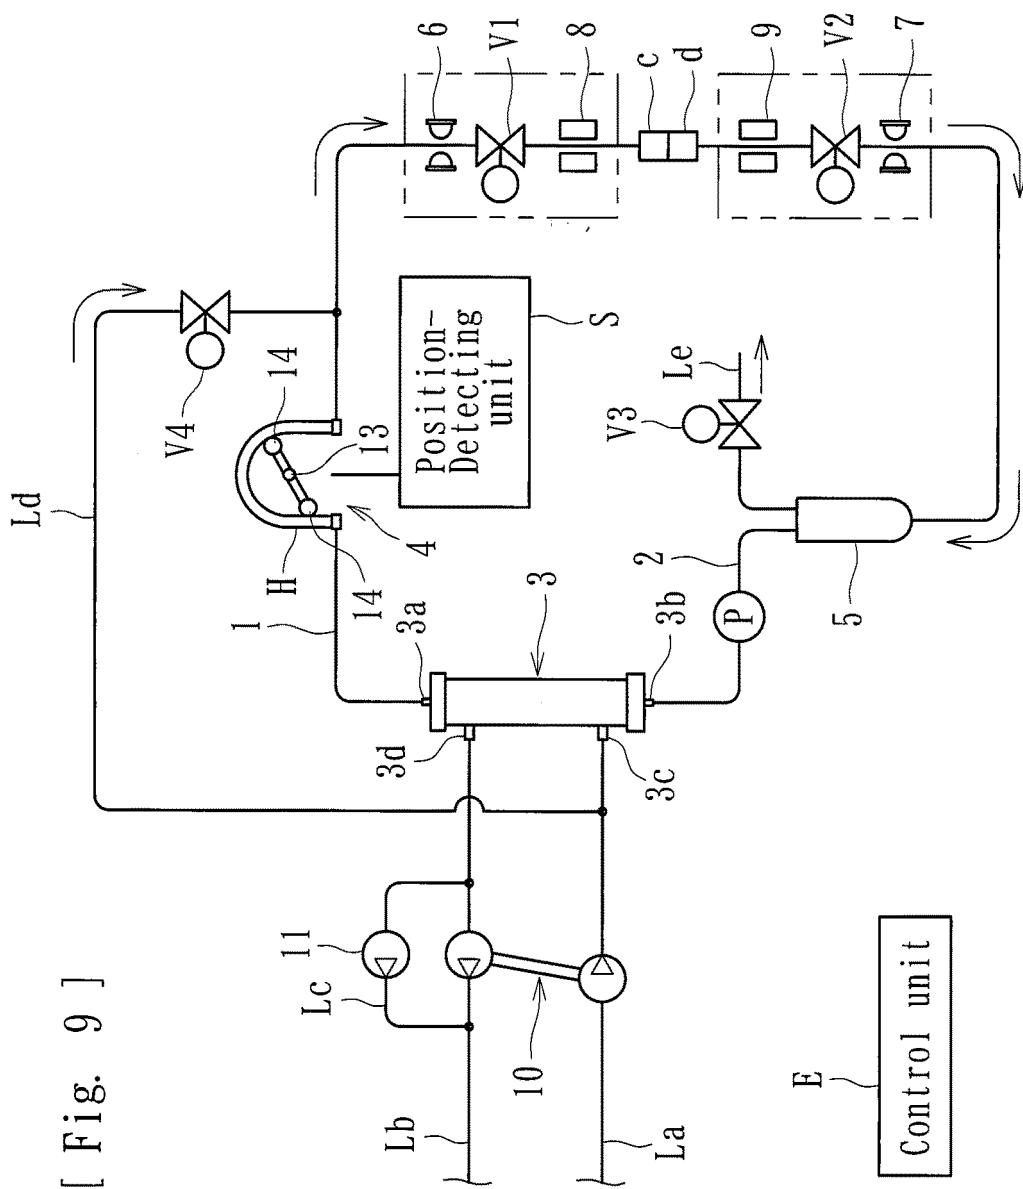 [ Fig. 9 ]
Ld
V4
14
13
H
14
4
1
3a
3
3b
3d
3c
Position-
Detecting
unit
S
6
V1
8
c
d
9
V2
7
Le
V3
2
P
5
11
Lc
10
Lb
La
E
Control unit